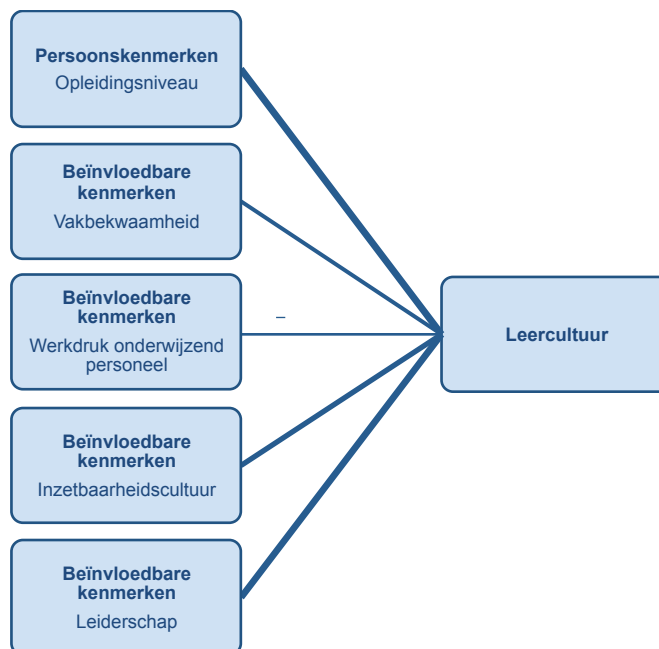 Persoonskenmerken
Opleidingsniveau
Beïnvloedbare
kenmerken
Vakbekwaamheid
Beïnvloedbare
kenmerken
Werkdruk onderwijzend
personeel
–
Beïnvloedbare
kenmerken
Inzetbaarheidscultuur
Beïnvloedbare
kenmerken
Leiderschap
Leercultuur